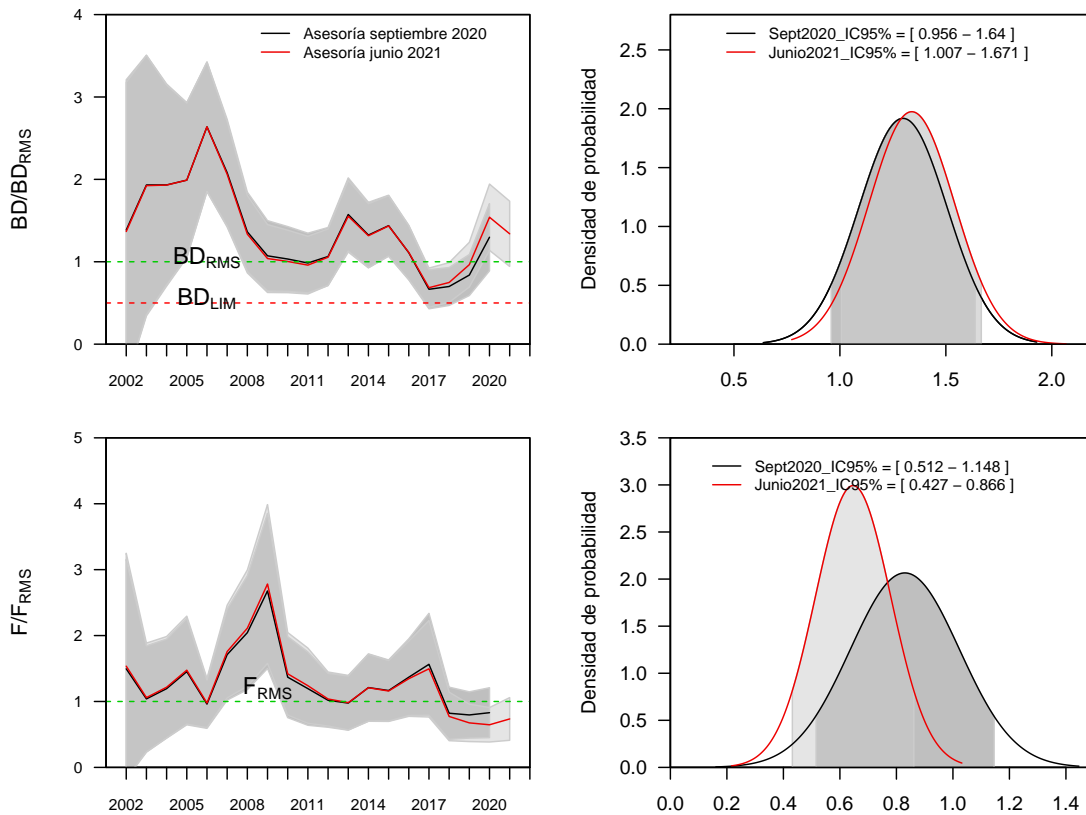 Asesoría septiembre 2020
Asesoría junio 2021
BD/BD_RMS
4
3
2
1
0
BD_RMS
BD_LIM
2002 2005 2008 2011 2014 2017 2020
Sept2020_IC95% = [ 0.956 − 1.64 ]
Junio2021_IC95% = [ 1.007 − 1.671 ]
Densidad de probabilidad
2.5
2.0
1.5
1.0
0.5
0.0
0.5 1.0 1.5 2.0
F/F_RMS
5
4
3
2
1
0
F_RMS
2002 2005 2008 2011 2014 2017 2020
Sept2020_IC95% = [ 0.512 − 1.148 ]
Junio2021_IC95% = [ 0.427 − 0.866 ]
Densidad de probabilidad
3.5
3.0
2.5
2.0
1.5
1.0
0.5
0.0
0.0 0.2 0.4 0.6 0.8 1.0 1.2 1.4